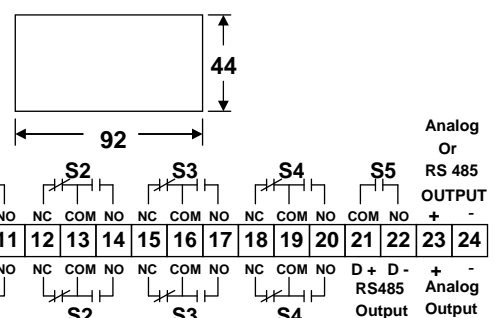 44
92
Analog
Or
RS 485
OUTPUT
S2 S3 S4 S5
NO NC COM NO NC COM NO NC COM NO COM NO + -
11 12 13 14 15 16 17 18 19 20 21 22 23 24
NO NC COM NO NC COM NO NC COM NO D + D - + -
RS485 Analog
Output Output
S2 S3 S4